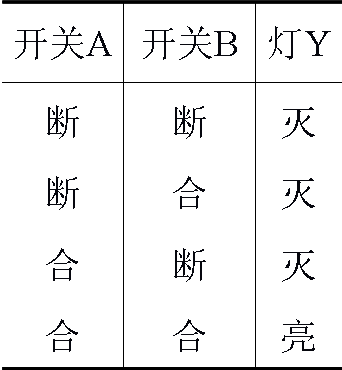 开关A 开关B 灯Y
断 断 灭
断 合 灭
合 断 灭
合 合 亮